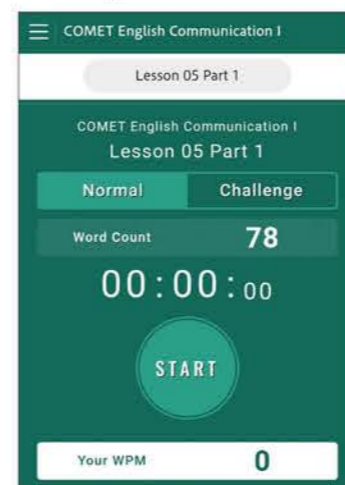 COMET English Communication I
Lesson 05 Part 1
COMET English Communication I
Lesson 05 Part 1
Normal Challenge
Word Count 78
00:00:00
START
Your WPM 0